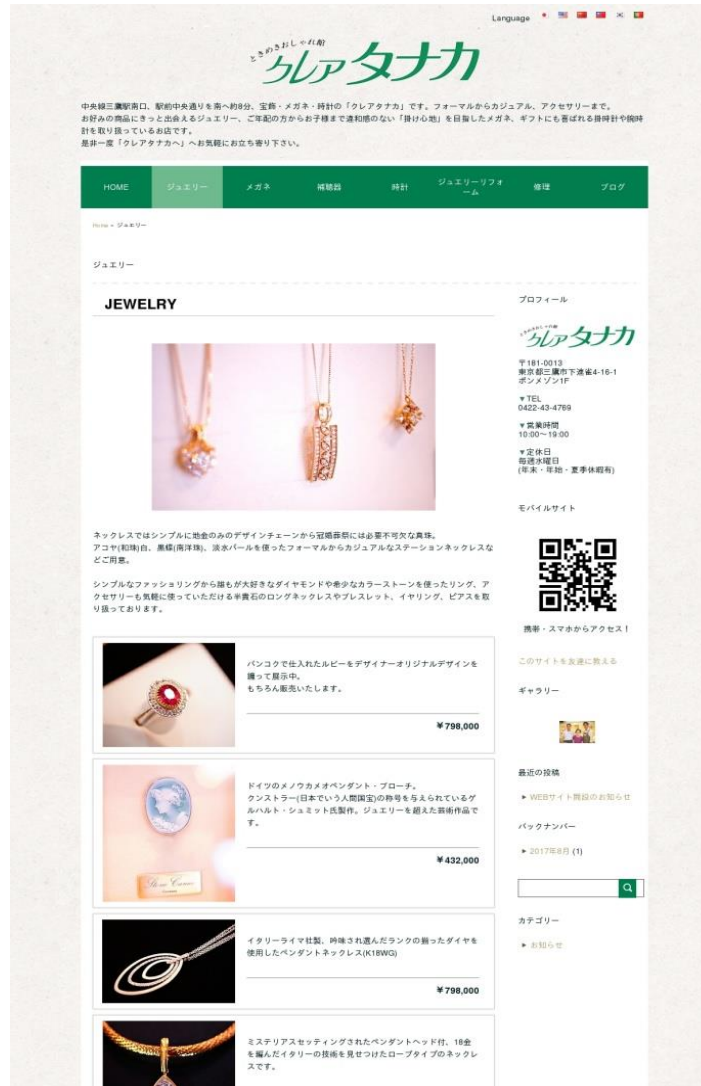 Language
ときめきおしゃれ館
クレアタナカ
中央線三鷹駅南口、駅前中央通りを南へ約8分、宝飾・メガネ・時計の「クレアタナカ」です。フォーマルからカジュアル、アクセサリーまで。
お好みの商品にきっと出会えるジュエリー、ご年配の方からお子様まで違和感のない「掛け心地」を目指したメガネ、ギフトにも喜ばれる掛時計や腕時
計を取り扱っているお店です。
是非一度「クレアタナカへ」へお気軽にお立ち寄り下さい。
HOME
ジュエリー
メガネ
補聴器
時計
ジュエリーリフォ
ーム
修理
ブログ
Home » ジュエリー
ジュエリー
JEWELRY
ネックレスではシンプルに地金のみのデザインチェーンから冠婚葬祭には必要不可欠な真珠。
アコヤ(和珠)白、黒蝶(南洋珠)、淡水パールを使ったフォーマルからカジュアルなステーションネックレスな
どご用意。
シンプルなファッションリングから誰もが大好きなダイヤモンドや希少なカラーストーンを使ったリング、ア
クセサリーも気軽に使っていただける半貴石のロングネックレスやブレスレット、イヤリング、ピアスを取
り扱っております。
バンコクで仕入れたルビーをデザイナーオリジナルデザインを
纏って展示中。
もちろん販売いたします。
￥798,000
ドイツのメノウカメオペンダント・ブローチ。
クンストラー(日本でいう人間国宝)の称号を与えられているゲ
ルハルト・シュミット氏製作。ジュエリーを超えた芸術作品で
す。
￥432,000
Stone Cameo
イタリーライマ社製、吟味され選んだランクの揃ったダイヤを
使用したペンダントネックレス(K18WG)
￥798,000
ミステリアスセッティングされたペンダントヘッド付、18金
を編んだイタリーの技術を見せつけたロープタイプのネックレ
スです。
プロフィール
ときめきおしゃれ館
クレアタナカ
〒181-0013
東京都三鷹市下連雀4-16-1
ボンメゾン1F
▼TEL
0422-43-4769
▼営業時間
10:00〜19:00
▼定休日
毎週水曜日
(年末・年始・夏季休暇有)
モバイルサイト
携帯・スマホからアクセス！
このサイトを友達に教える
ギャラリー
最近の投稿
► WEBサイト開設のお知らせ
バックナンバー
► 2017年8月 (1)
カテゴリー
► お知らせ